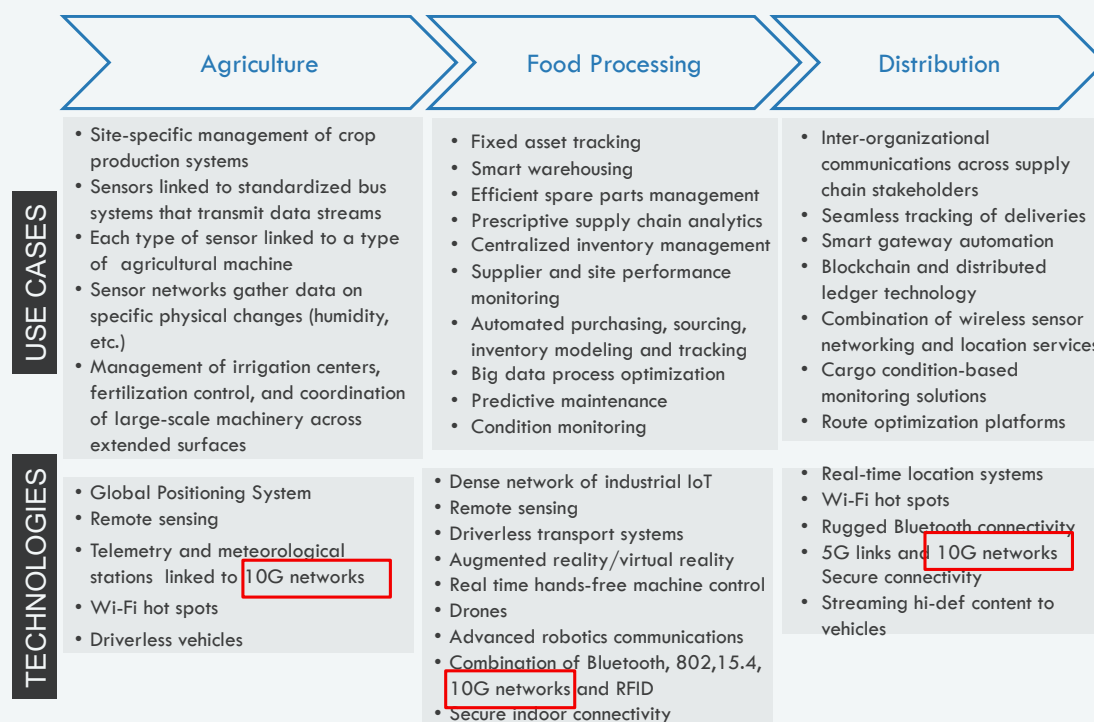 Agriculture
Food Processing
Distribution
USE CASES
• Site-specific management of crop
production systems
• Sensors linked to standardized bus
systems that transmit data streams
• Each type of sensor linked to a type
of agricultural machine
• Sensor networks gather data on
specific physical changes (humidity,
etc.)
• Management of irrigation centers,
fertilization control, and coordination
of large-scale machinery across
extended surfaces
• Fixed asset tracking
• Smart warehousing
• Efficient spare parts management
• Prescriptive supply chain analytics
• Centralized inventory management
• Supplier and site performance
monitoring
• Automated purchasing, sourcing,
inventory modeling and tracking
• Big data process optimization
• Predictive maintenance
• Condition monitoring
• Inter-organizational
communications across supply
chain stakeholders
• Seamless tracking of deliveries
• Smart gateway automation
• Blockchain and distributed
ledger technology
• Combination of wireless sensor
networking and location services
• Cargo condition-based
monitoring solutions
• Route optimization platforms
TECHNOLOGIES
• Global Positioning System
• Remote sensing
• Telemetry and meteorological
stations linked to 10G networks
• Wi-Fi hot spots
• Driverless vehicles
• Dense network of industrial IoT
• Remote sensing
• Driverless transport systems
• Augmented reality/virtual reality
• Real time hands-free machine control
• Drones
• Advanced robotics communications
• Combination of Bluetooth, 802,15.4,
10G networks and RFID
• Secure indoor connectivity
• Real-time location systems
• Wi-Fi hot spots
• Rugged Bluetooth connectivity
• 5G links and 10G networks
Secure connectivity
• Streaming hi-def content to
vehicles